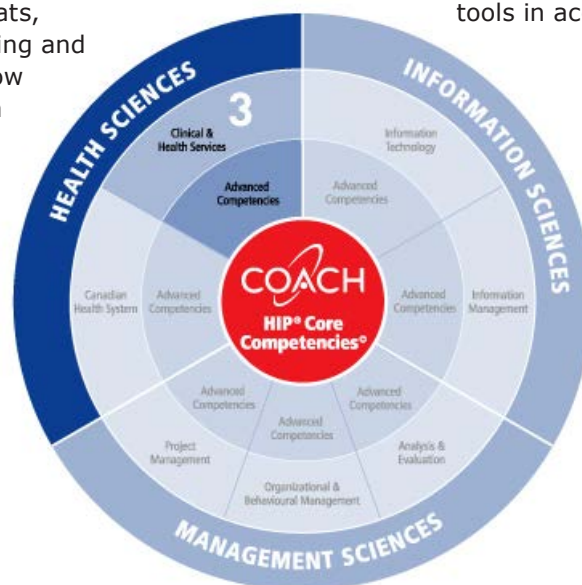 ats,
ing and
ow
tools in ac
HEALTH SCIENCES
INFORMATION SCIENCES
MANAGEMENT SCIENCES
3
Clinical &
Health Services
Advanced
Competencies
Information
Technology
Advanced
Competencies
Canadian
Health System
Advanced
Competencies
COACH
HIP® Core
Competencies©
Advanced
Competencies
Information
Management
Advanced
Competencies
Advanced
Competencies
Advanced
Competencies
Project
Management
Organizational &
Behavioural Management
Analysis &
Evaluation